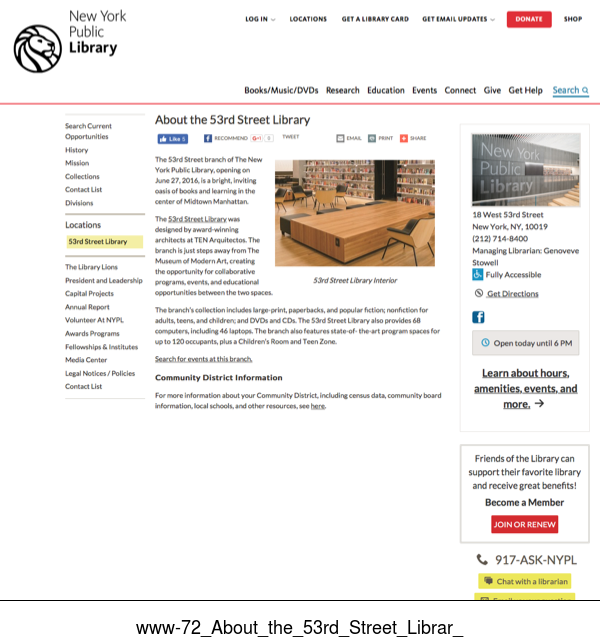 New York
Public
Library
LOG IN
LOCATIONS
GET A LIBRARY CARD
GET EMAIL UPDATES
DONATE
SHOP
Books/Music/DVDs Research Education Events Connect Give Get Help Search
Search Current
Opportunities
History
Mission
Collections
Contact List
Divisions
Locations
53rd Street Library
The Library Lions
President and Leadership
Capital Projects
Annual Report
Volunteer At NYPL
Awards Programs
Fellowships & Institutes
Media Center
Legal Notices / Policies
Contact List
About the 53rd Street Library
Like 5
RECOMMEND
TWEET
EMAIL
PRINT
SHARE
The 53rd Street branch of The New
York Public Library, opening on
June 27, 2016, is a bright, inviting
oasis of books and learning in the
center of Midtown Manhattan.
The 53rd Street Library was
designed by award-winning
architects at TEN Arquitectos. The
branch is just steps away from The
Museum of Modern Art, creating
the opportunity for collaborative
programs, events, and educational
opportunities between the two spaces.
53rd Street Library Interior
The branch's collection includes large-print, paperbacks, and popular fiction; nonfiction for
adults, teens, and children; and DVDs and CDs. The 53rd Street Library also provides 68
computers, including 46 laptops. The branch also features state-of- the-art program spaces for
up to 120 occupants, plus a Children's Room and Teen Zone.
Search for events at this branch.
Community District Information
For more information about your Community District, including census data, community board
information, local schools, and other resources, see here.
New York
Public
Library
18 West 53rd Street
New York, NY, 10019
(212) 714-8400
Managing Librarian: Genoveve
Stowell
Fully Accessible
Get Directions
Open today until 6 PM
Learn about hours,
amenities, events, and
more. →
Friends of the Library can
support their favorite library
and receive great benefits!
Become a Member
JOIN OR RENEW
917-ASK-NYPL
Chat with a librarian
www-72_About_the_53rd_Street_Librar_